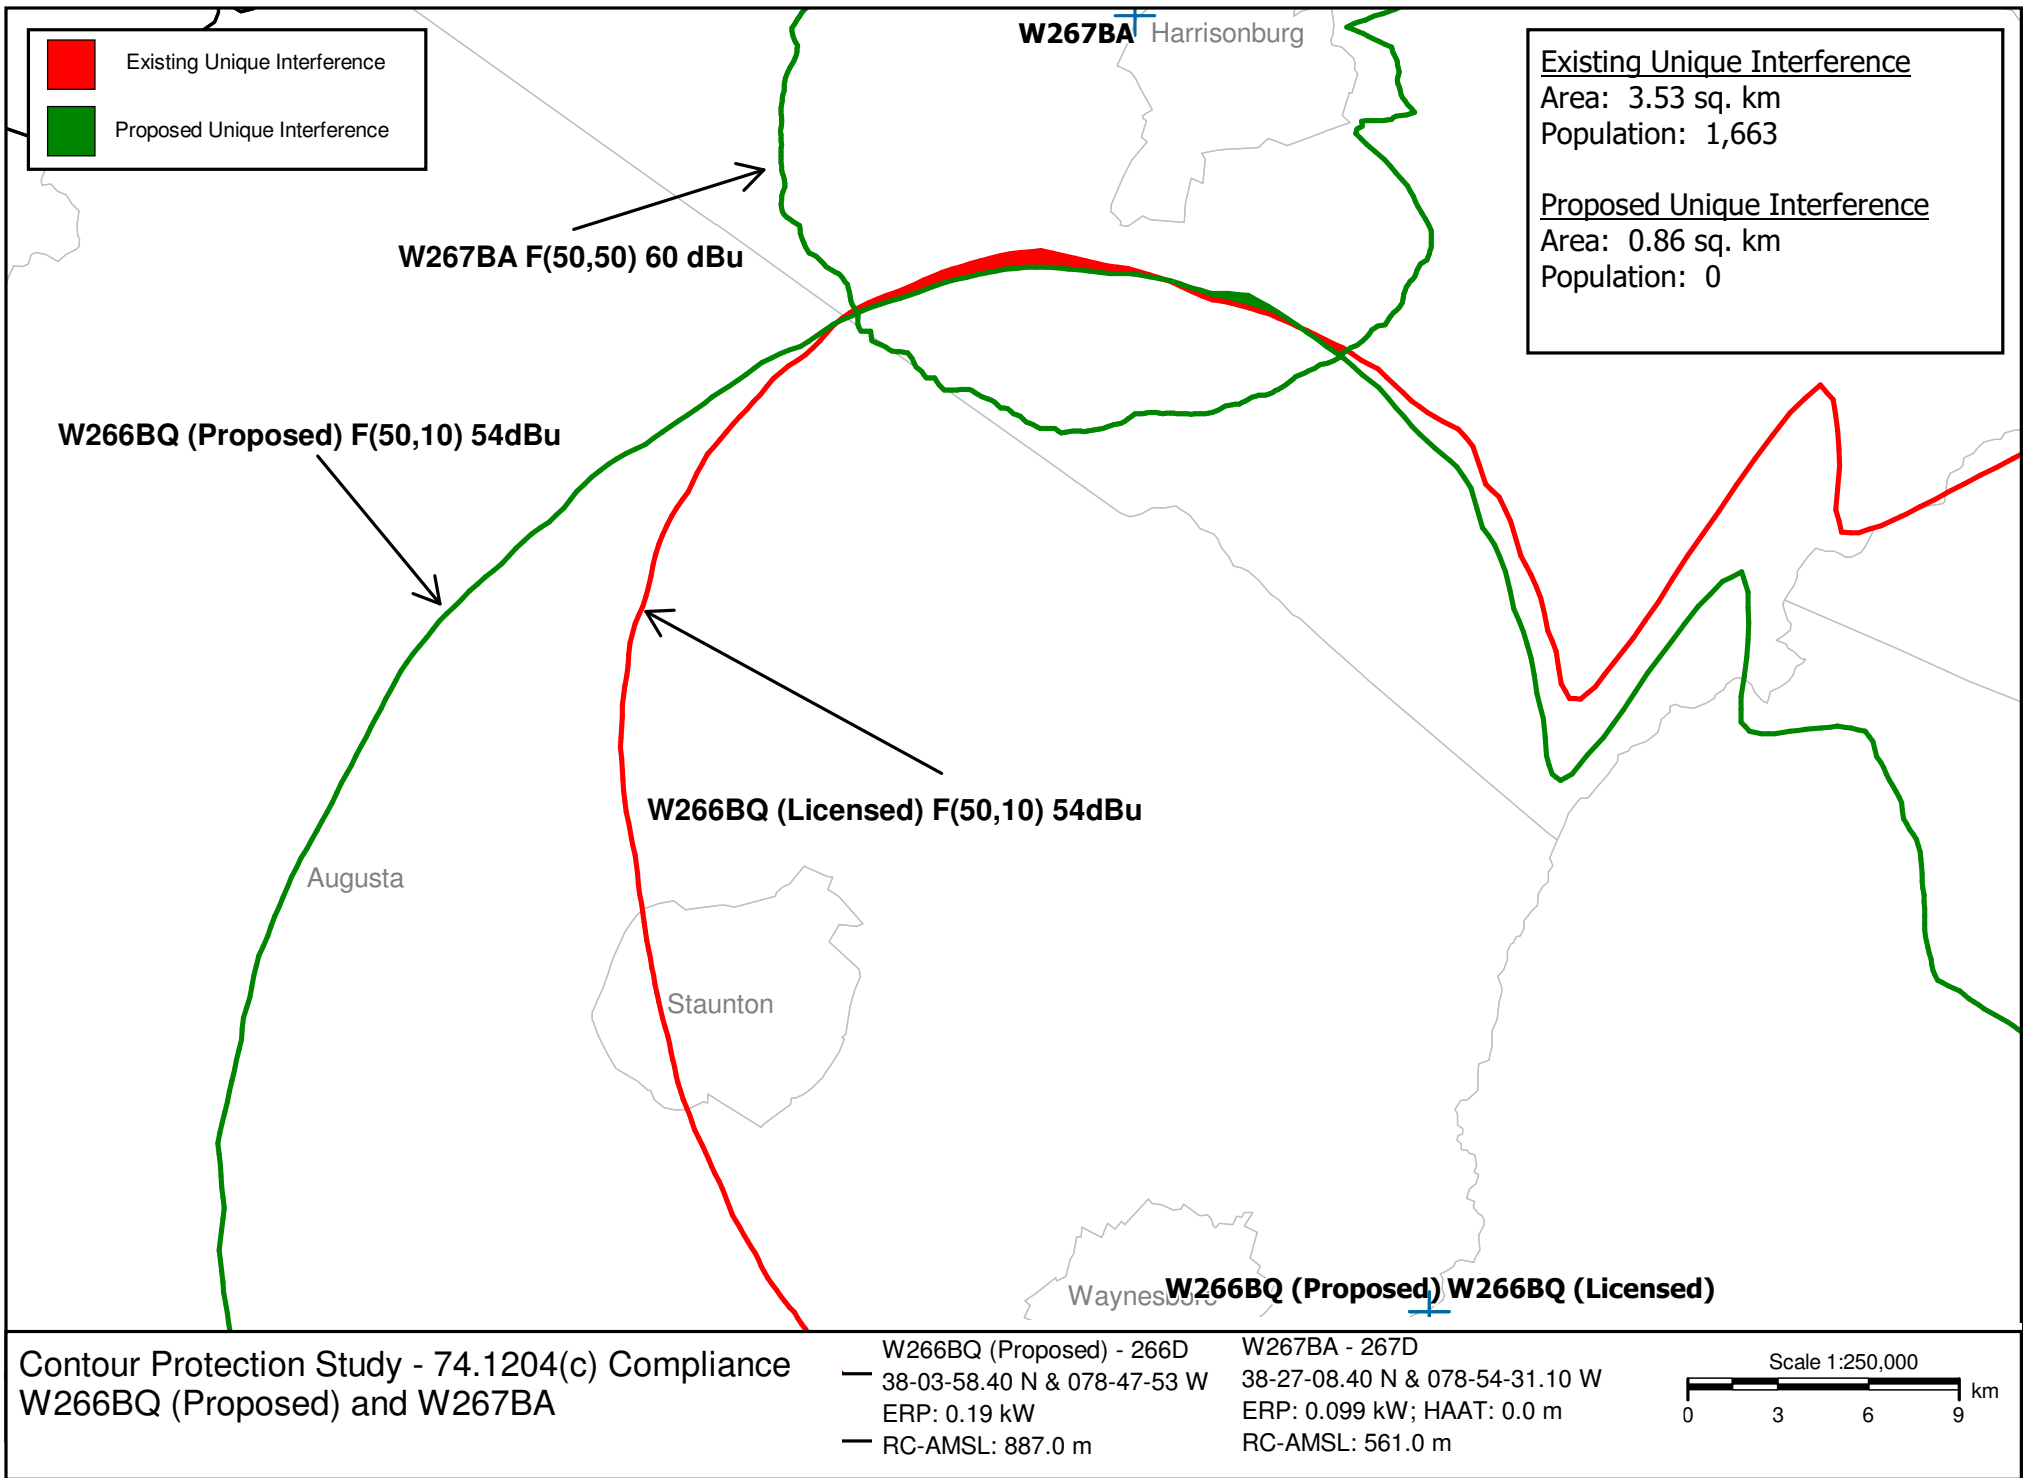 Existing Unique Interference
Proposed Unique Interference
W267BA
Harrisonburg
Existing Unique Interference
Area: 3.53 sq. km
Population: 1,663
Proposed Unique Interference
Area: 0.86 sq. km
Population: 0
W267BA F(50,50) 60 dBu
W266BQ (Proposed) F(50,10) 54dBu
W266BQ (Licensed) F(50,10) 54dBu
Augusta
Staunton
Waynesboro
W266BQ (Proposed) W266BQ (Licensed)
Contour Protection Study - 74.1204(c) Compliance
W266BQ (Proposed) and W267BA
W266BQ (Proposed) - 266D
38-03-58.40 N & 078-47-53 W
ERP: 0.19 kW
RC-AMSL: 887.0 m
W267BA - 267D
38-27-08.40 N & 078-54-31.10 W
ERP: 0.099 kW; HAAT: 0.0 m
RC-AMSL: 561.0 m
Scale 1:250,000
km
0 3 6 9